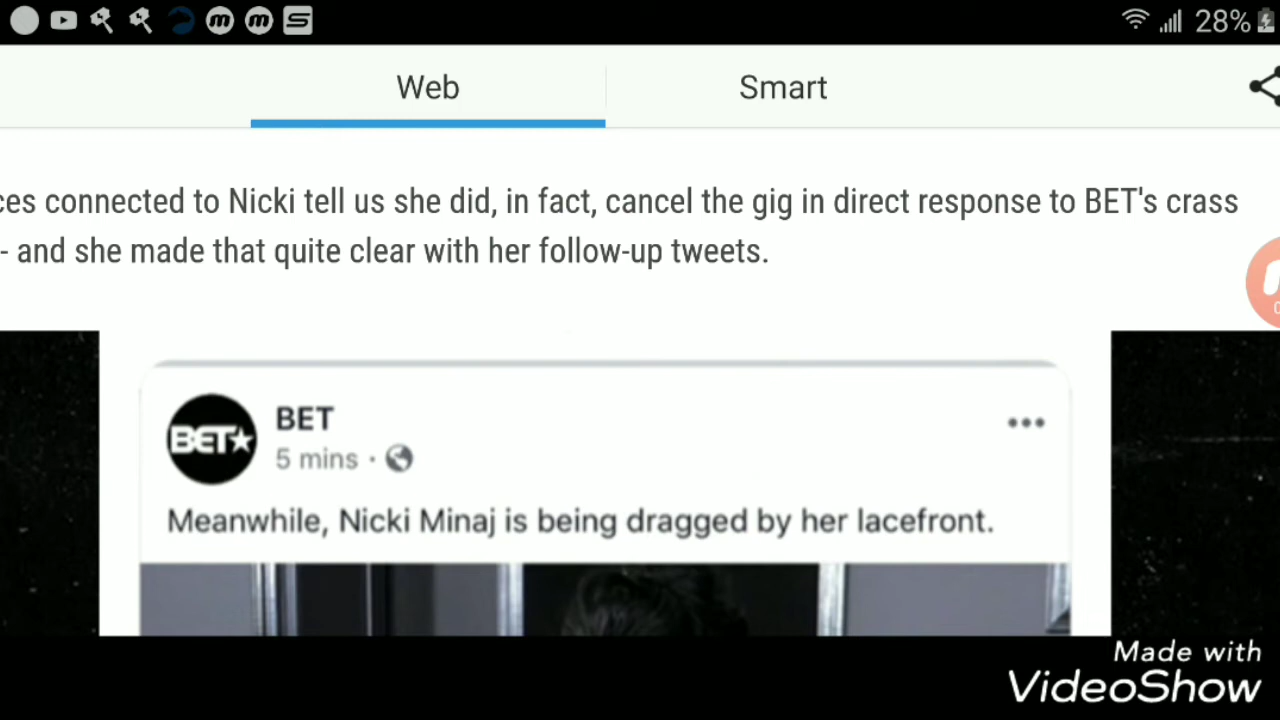 28%
Web
Smart
ces connected to Nicki tell us she did, in fact, cancel the gig in direct response to BET's crass
- and she made that quite clear with her follow-up tweets.
BET
BET
5 mins ·
Meanwhile, Nicki Minaj is being dragged by her lacefront.
Made with
VideoShow